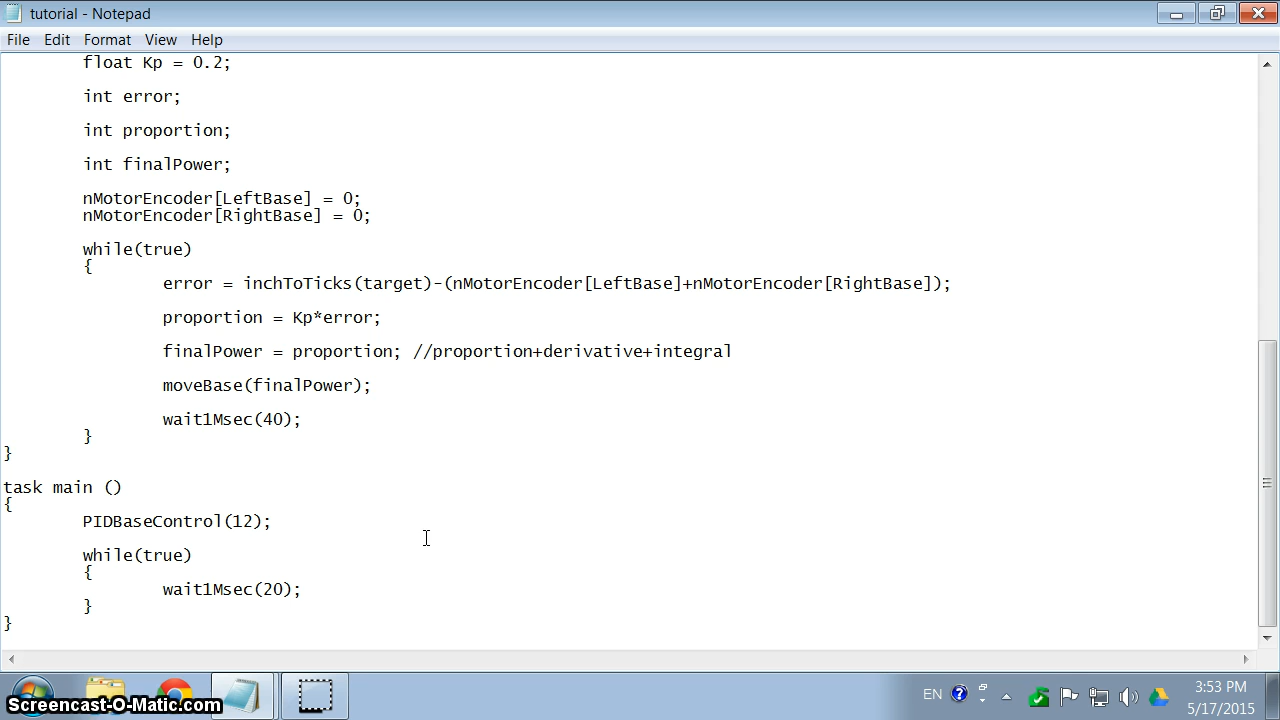 tutorial - Notepad
File Edit Format View Help
float Kp = 0.2;
int error;
int proportion;
int finalPower;
nMotorEncoder[LeftBase] = 0;
nMotorEncoder[RightBase] = 0;
while(true)
{
error = inchToTicks(target)-(nMotorEncoder[LeftBase]+nMotorEncoder[RightBase]);
proportion = Kp*error;
finalPower = proportion; //proportion+derivative+integral
moveBase(finalPower);
wait1Msec(40);
}
}
task main ()
{
PIDBaseControl(12);
while(true)
{
wait1Msec(20);
}
}
EN
3:53 PM
5/17/2015
Screencast-O-Matic.com